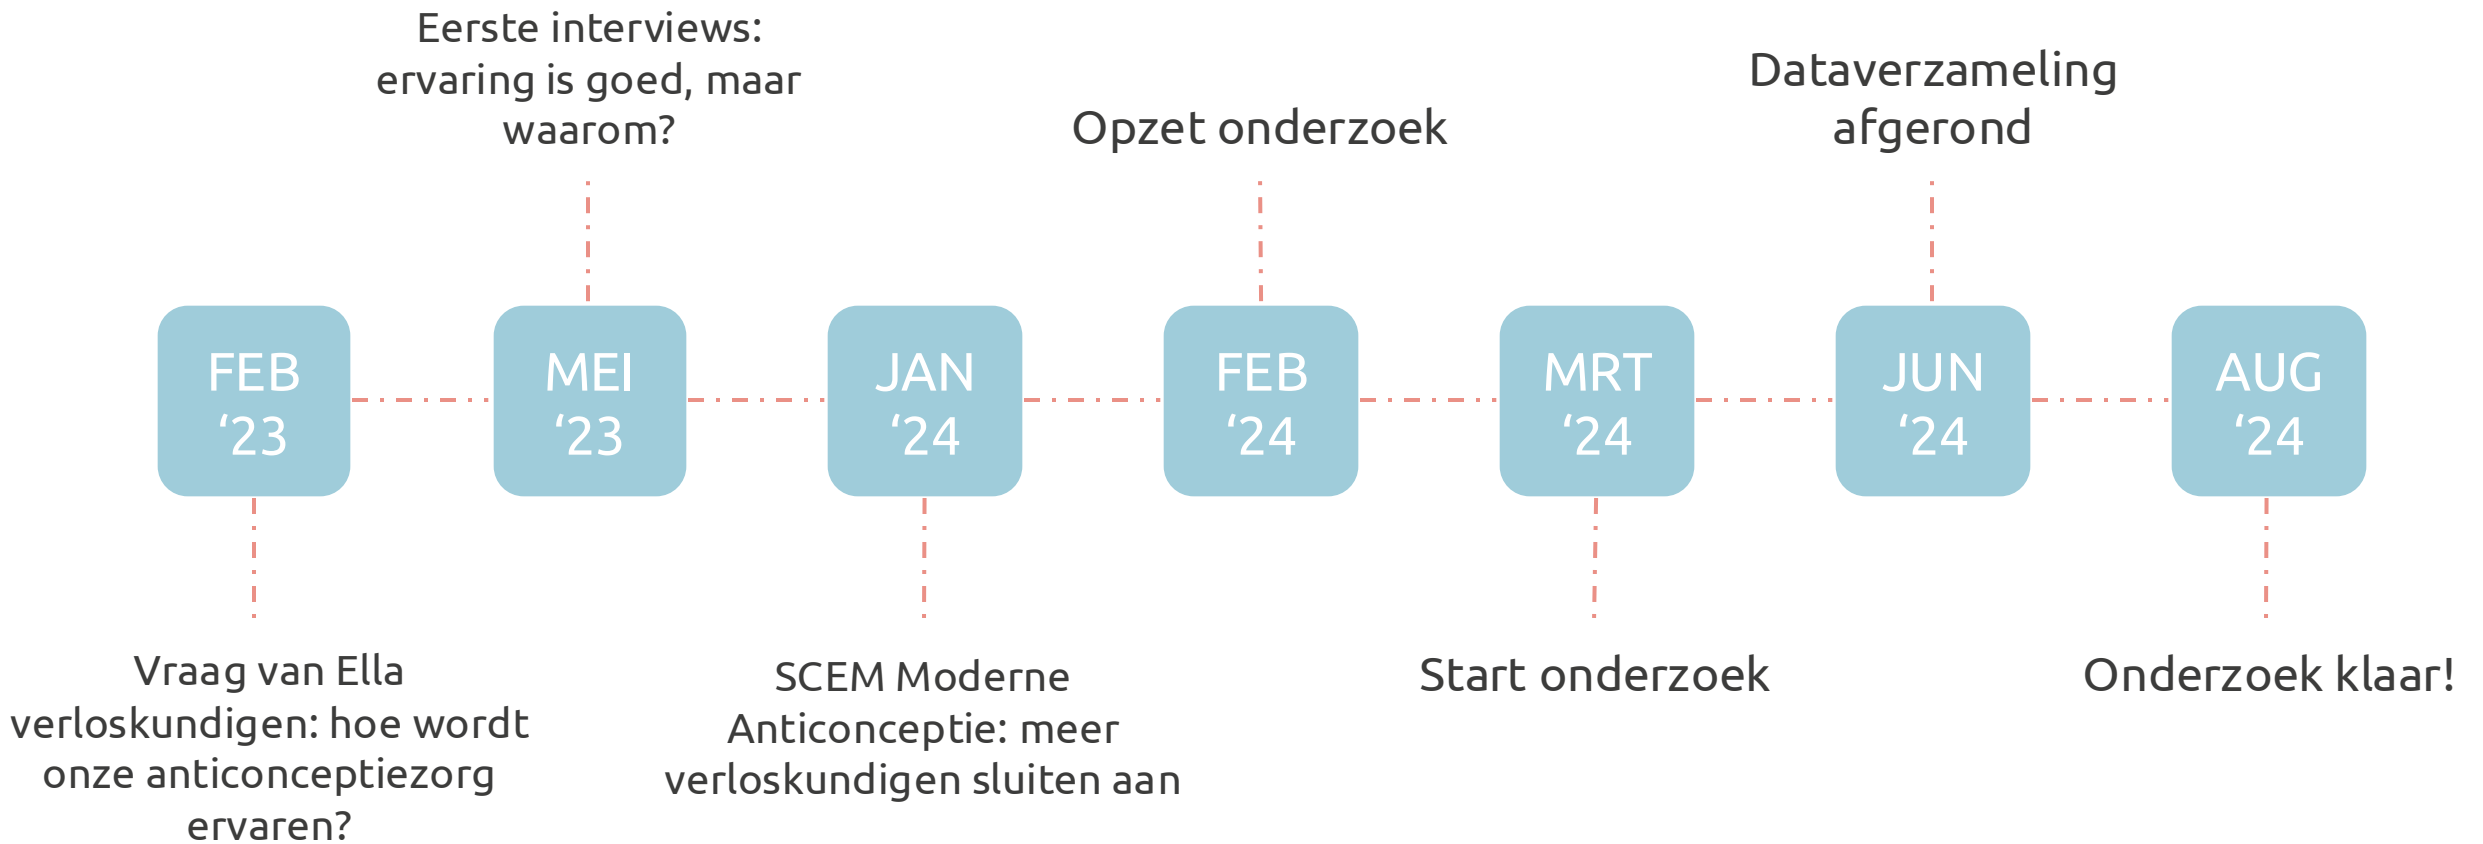 Eerste interviews:
ervaring is goed, maar
waarom?
Opzet onderzoek
Dataverzameling
afgerond
FEB
‘23
MEI
‘23
JAN
‘24
FEB
‘24
MRT
‘24
JUN
‘24
AUG
‘24
Vraag van Ella
verloskundigen: hoe wordt
onze anticonceptiezorg
ervaren?
SCEM Moderne
Anticonceptie: meer
verloskundigen sluiten aan
Start onderzoek
Onderzoek klaar!